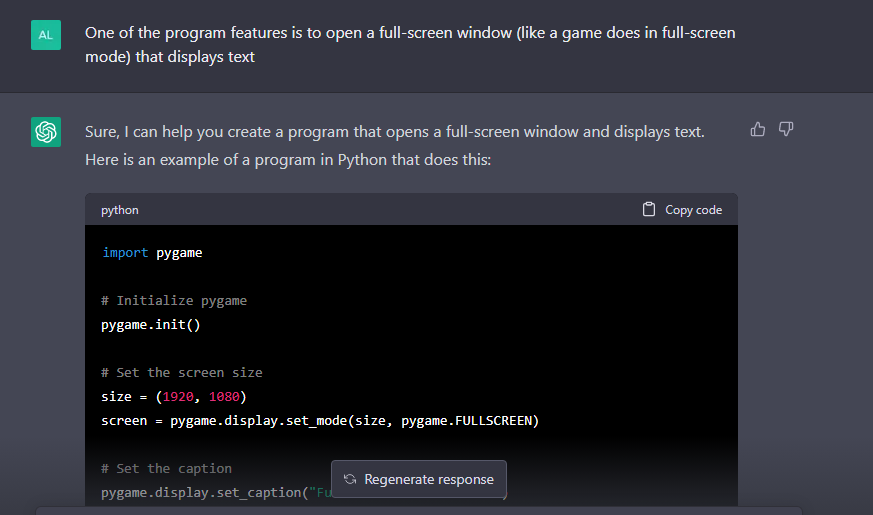 AL
One of the program features is to open a full-screen window (like a game does in full-screen
mode) that displays text
Sure, I can help you create a program that opens a full-screen window and displays text.
Here is an example of a program in Python that does this:
python
Copy code
import pygame
# Initialize pygame
pygame.init()
# Set the screen size
size = (1920, 1080)
screen = pygame.display.set_mode(size, pygame.FULLSCREEN)
# Set the caption
pygame.display.set_caption("Fu
Regenerate response